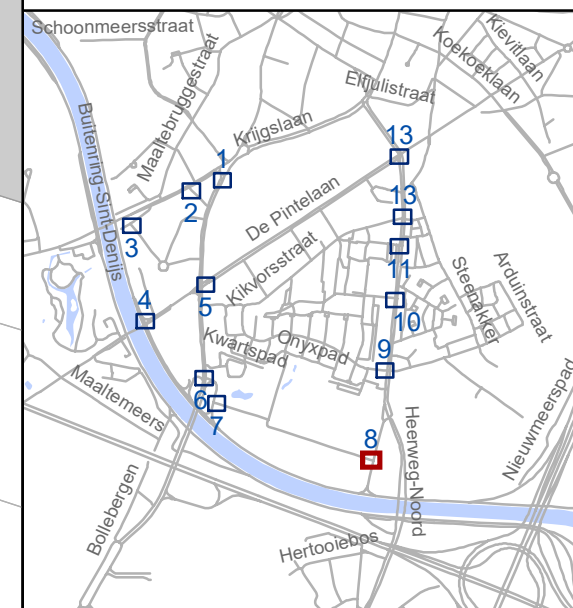 Schoonmeersstraat
Kievitlaan
Koekoeklaan
Maaltebruggestraat
Elfjulistraat
Krijgslaan
Buitenring-Sint-Denijs
13
1
2
De Pintelaan
13
3
Kikvorsstraat
11
Steenakker
Arduinstraat
4
5
10
Kwartspad
Onyxpad
9
Maaltemeers
6
7
Nieuwmeerspad
8
Heerweg-Noord
Bollebergen
Hertooiebos